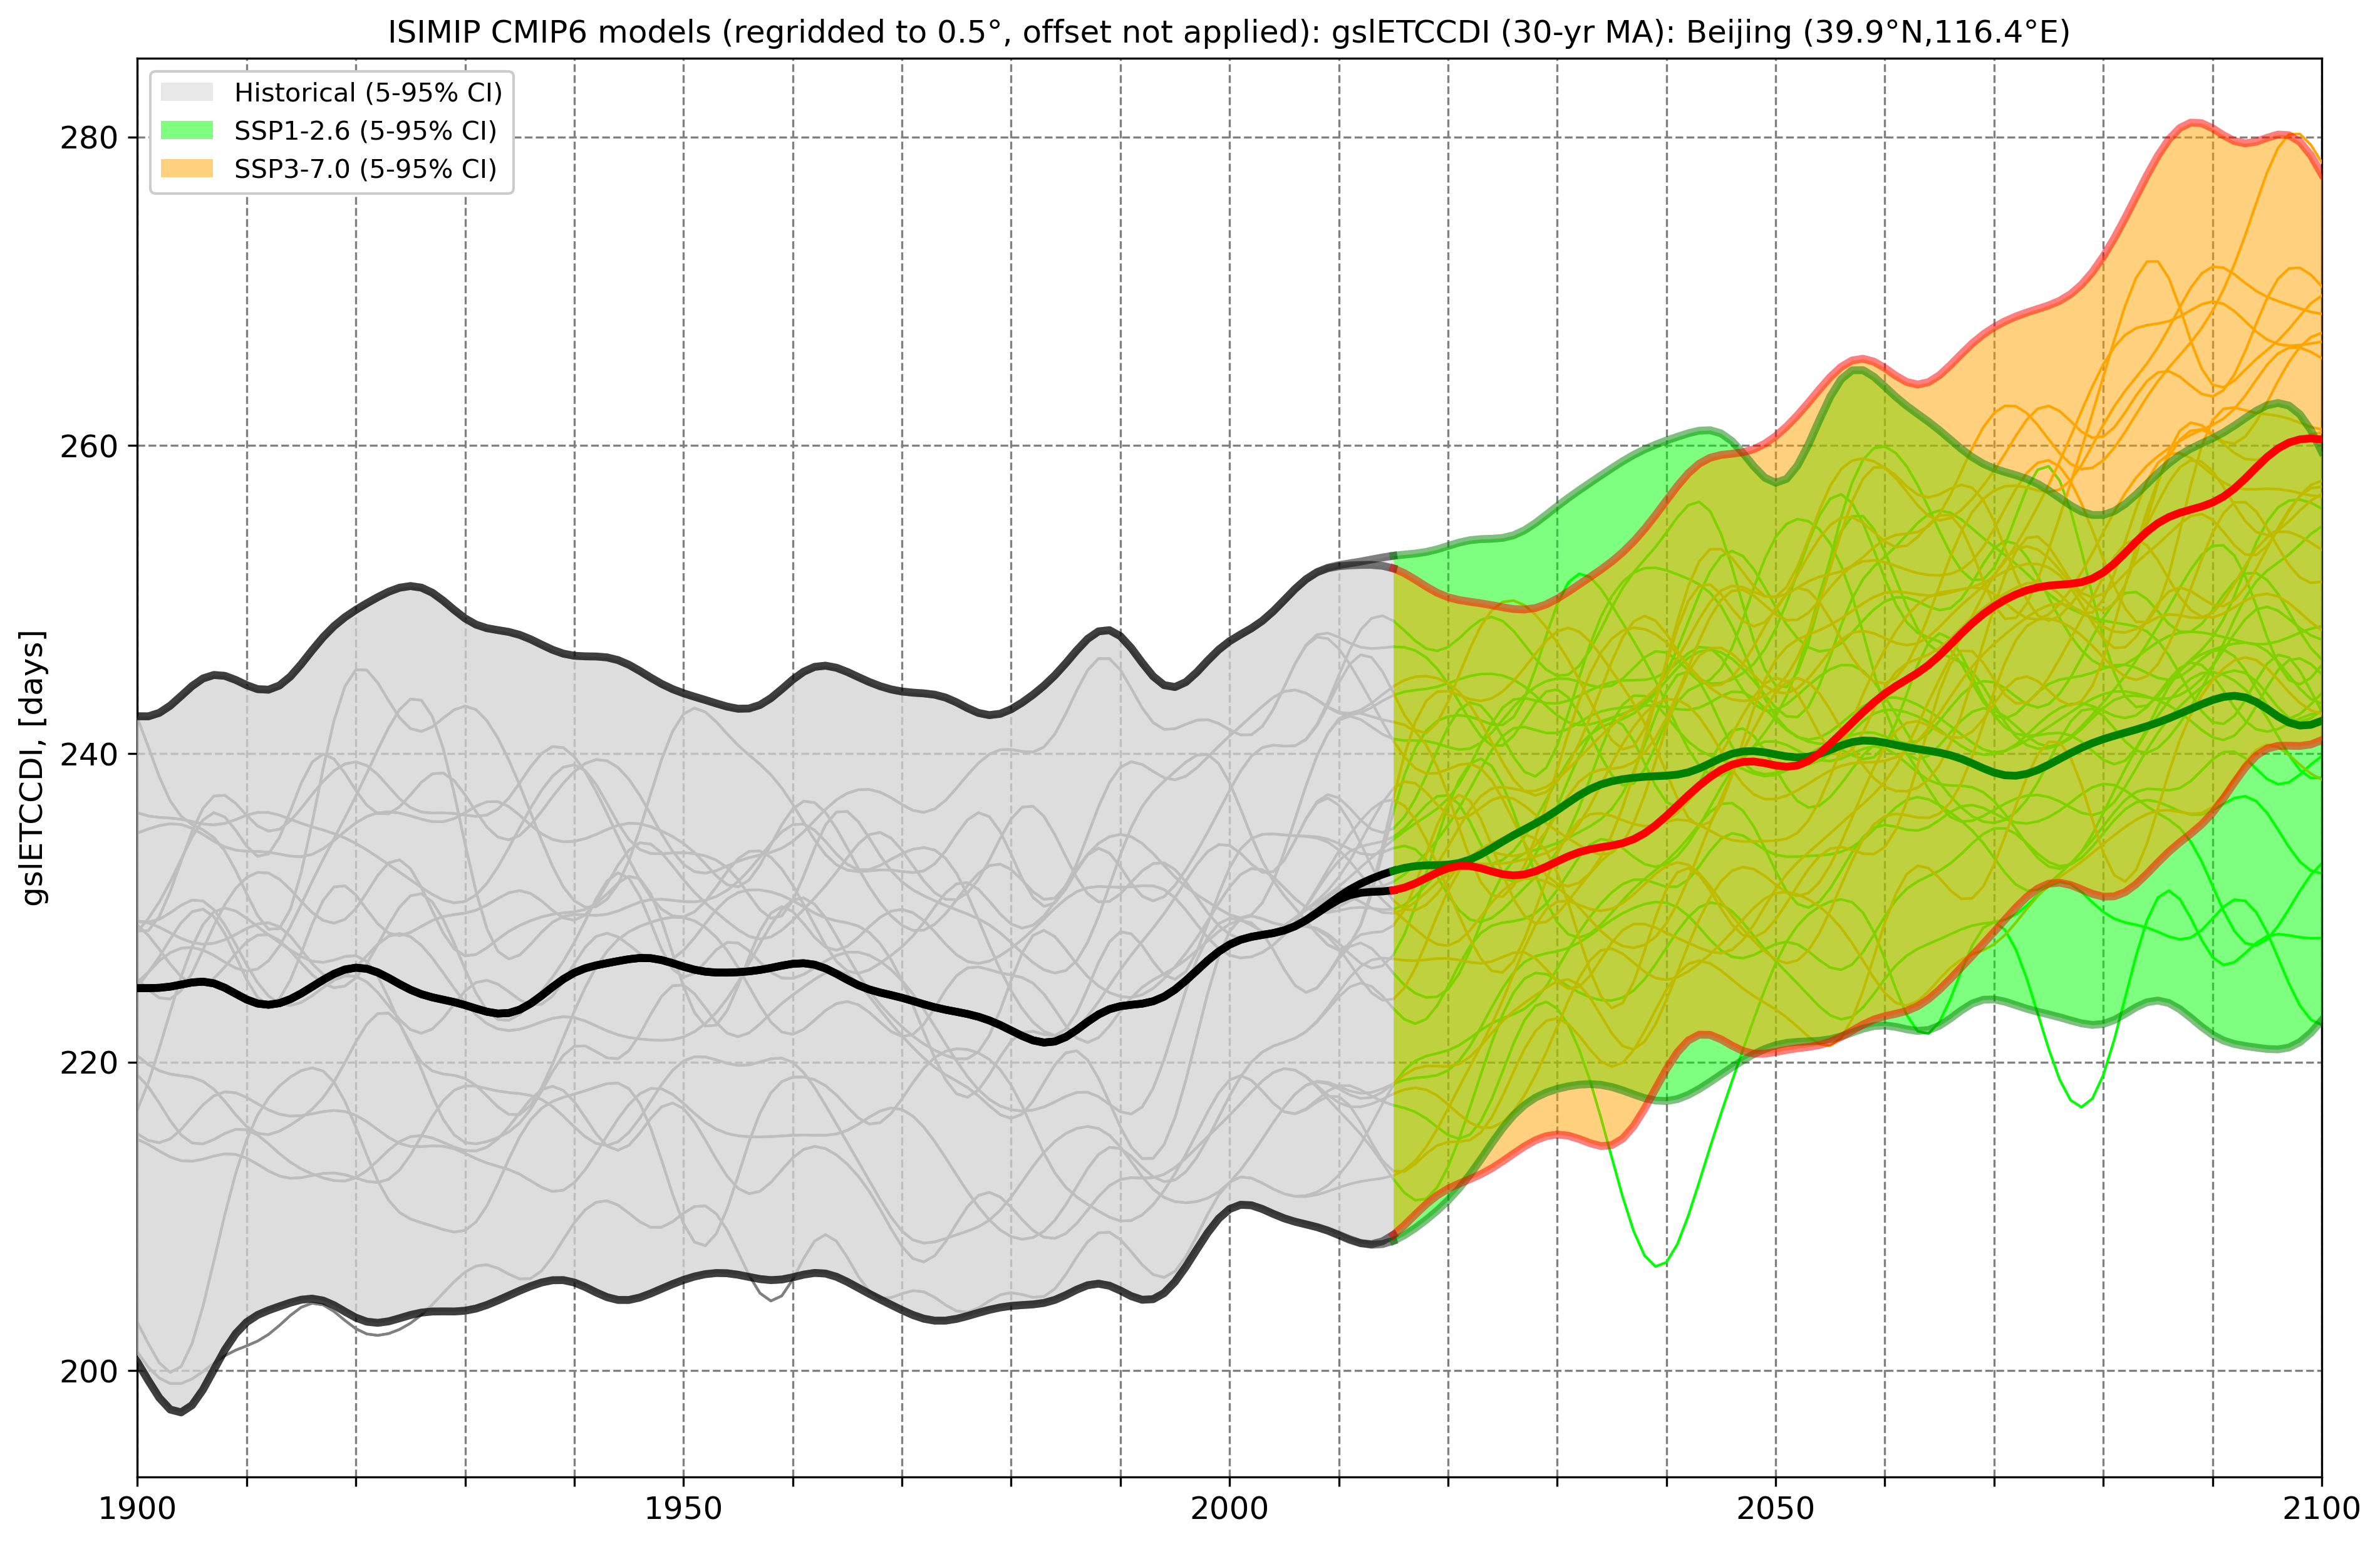 ISIMIP CMIP6 models (regridded to 0.5°, offset not applied): gslETCCDI (30-yr MA): Beijing (39.9°N,116.4°E)
Historical (5-95% CI)
SSP1-2.6 (5-95% CI)
SSP3-7.0 (5-95% CI)
gslETCCDI, [days]
280
260
240
220
200
1900
1950
2000
2050
2100